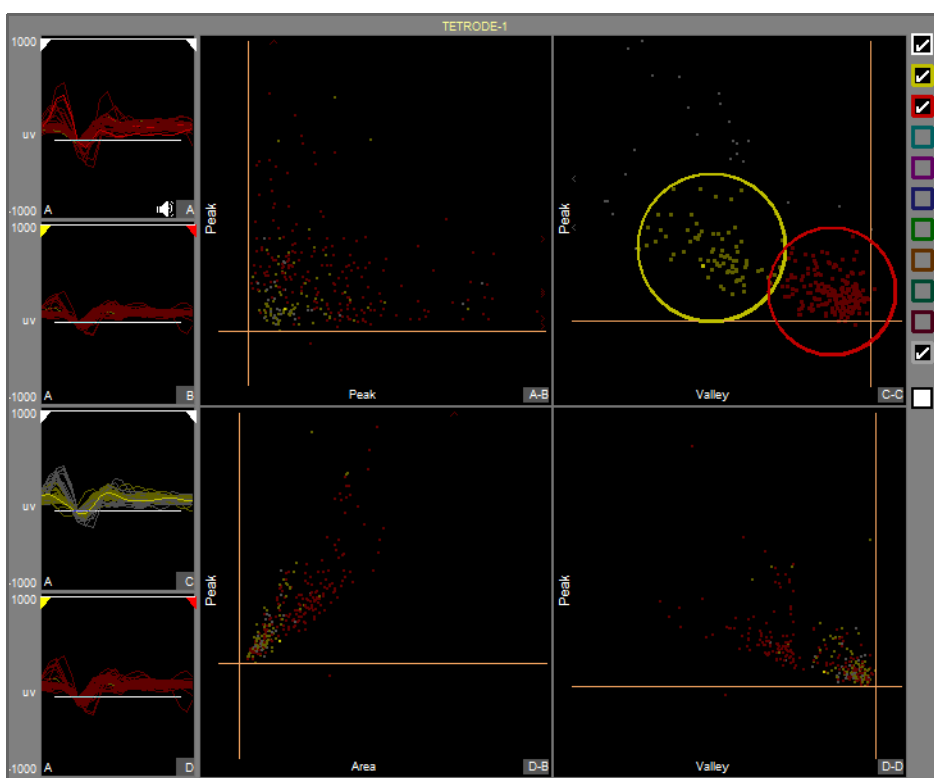 TETRODE-1
1000
uv
-1000
A
A
1000
uv
-1000
A
B
1000
uv
-1000
A
C
1000
uv
-1000
A
D
Peak
Peak
A-B
Peak
Valley
C-C
Peak
Area
D-B
Peak
Valley
D-D